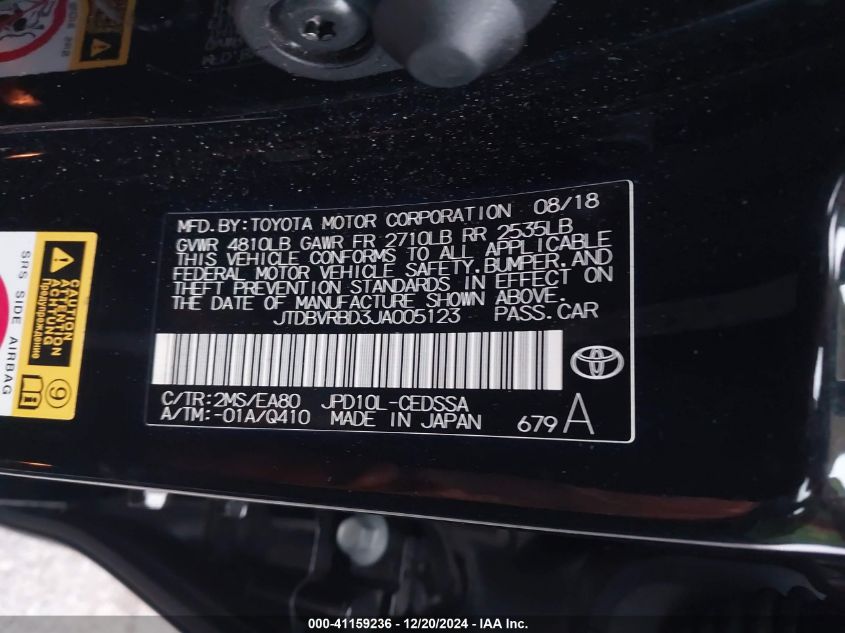 MFD.BY:TOYOTA MOTOR CORPORATION 08/18
GVWR 4810LB GAWR FR 2710LB RR 2535LB
THIS VEHICLE CONFORMS TO ALL APPLICABLE
FEDERAL MOTOR VEHICLE SAFETY,BUMPER,AND
THEFT PREVENTION STANDARDS IN EFFECT ON
THE DATE OF MANUFACTURE SHOWN ABOVE.
JTDBVRBD3JA005123 PASS.CAR
C/TR:2MS/EA80 JPD10L-CEDSSA
A/TM:-01A/Q410 MADE IN JAPAN 679 A
CAUTION
ATTENTION
ACHTUNG
Предупреждение
SRS SIDE AIRBAG
9
000-41159236 - 12/20/2024 - IAA Inc.